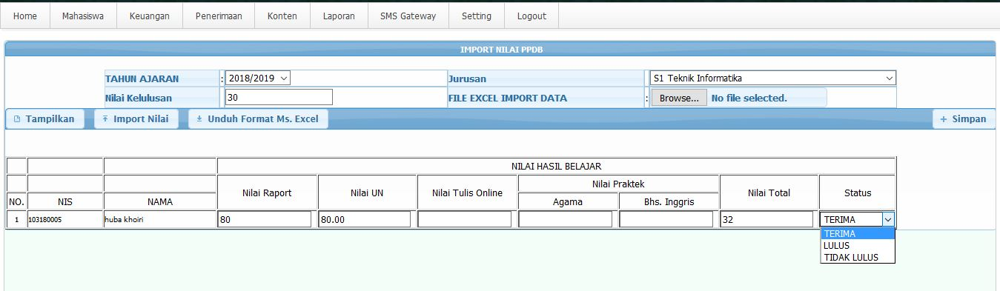 Home Mahasiswa Keuangan Penerimaan Konten Laporan SMS Gateway Setting Logout
IMPORT NILAI PPDB
TAHUN AJARAN : 2018/2019 Jurusan : S1 Teknik Informatika
Nilai Kelulusan 30 FILE EXCEL IMPORT DATA : Browse... No file selected.
Tampilkan Import Nilai Unduh Format Ms. Excel + Simpan
NILAI HASIL BELAJAR
Nilai Raport Nilai UN Nilai Tulis Online Nilai Praktek Nilai Total Status
NO. NIS NAMA Agama Bhs. Inggris
1 103180005 huba khoiri 80 80.00 32 TERIMA
TERIMA
LULUS
TIDAK LULUS